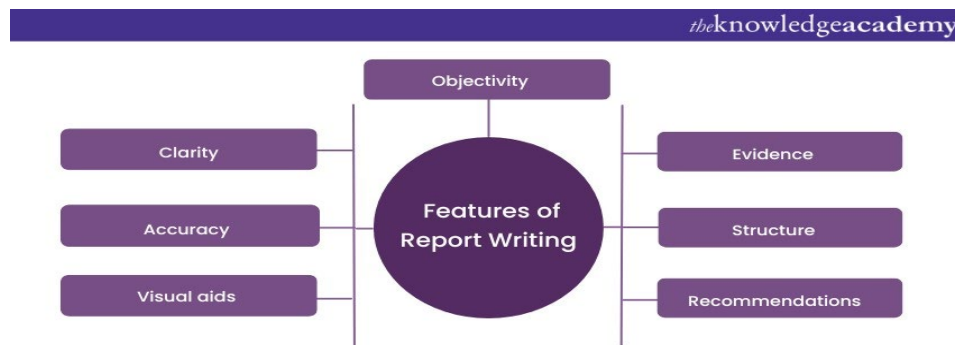 theknowledgeacademy
Objectivity
Clarity
Accuracy
Visual aids
Features of
Report Writing
Evidence
Structure
Recommendations